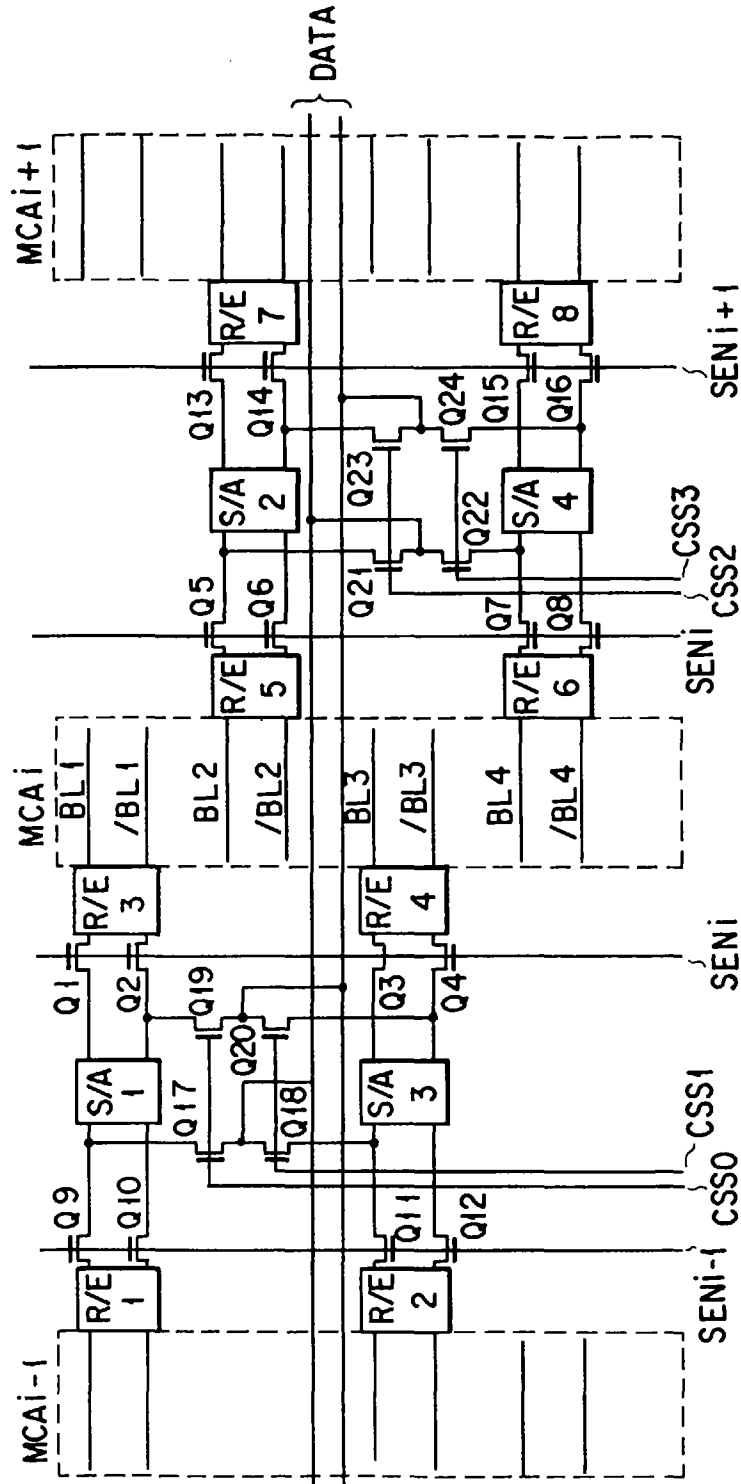 MCAi-1
MCAi
MCAi+1
DATA
R/E
1
Q9
Q10
S/A
1
Q1
Q2
R/E
3
BL1
/BL1
BL2
/BL2
R/E
5
Q5
Q6
S/A
2
Q13
Q14
R/E
7
Q17
Q18
Q19
Q20
Q21
Q22
Q23
Q24
R/E
2
Q11
Q12
S/A
3
Q3
Q4
R/E
4
BL3
/BL3
BL4
/BL4
R/E
6
Q7
Q8
S/A
4
Q15
Q16
R/E
8
SENi-1
CSS0
CSS1
SENi
SENi
CSS2
CSS3
SENi+1